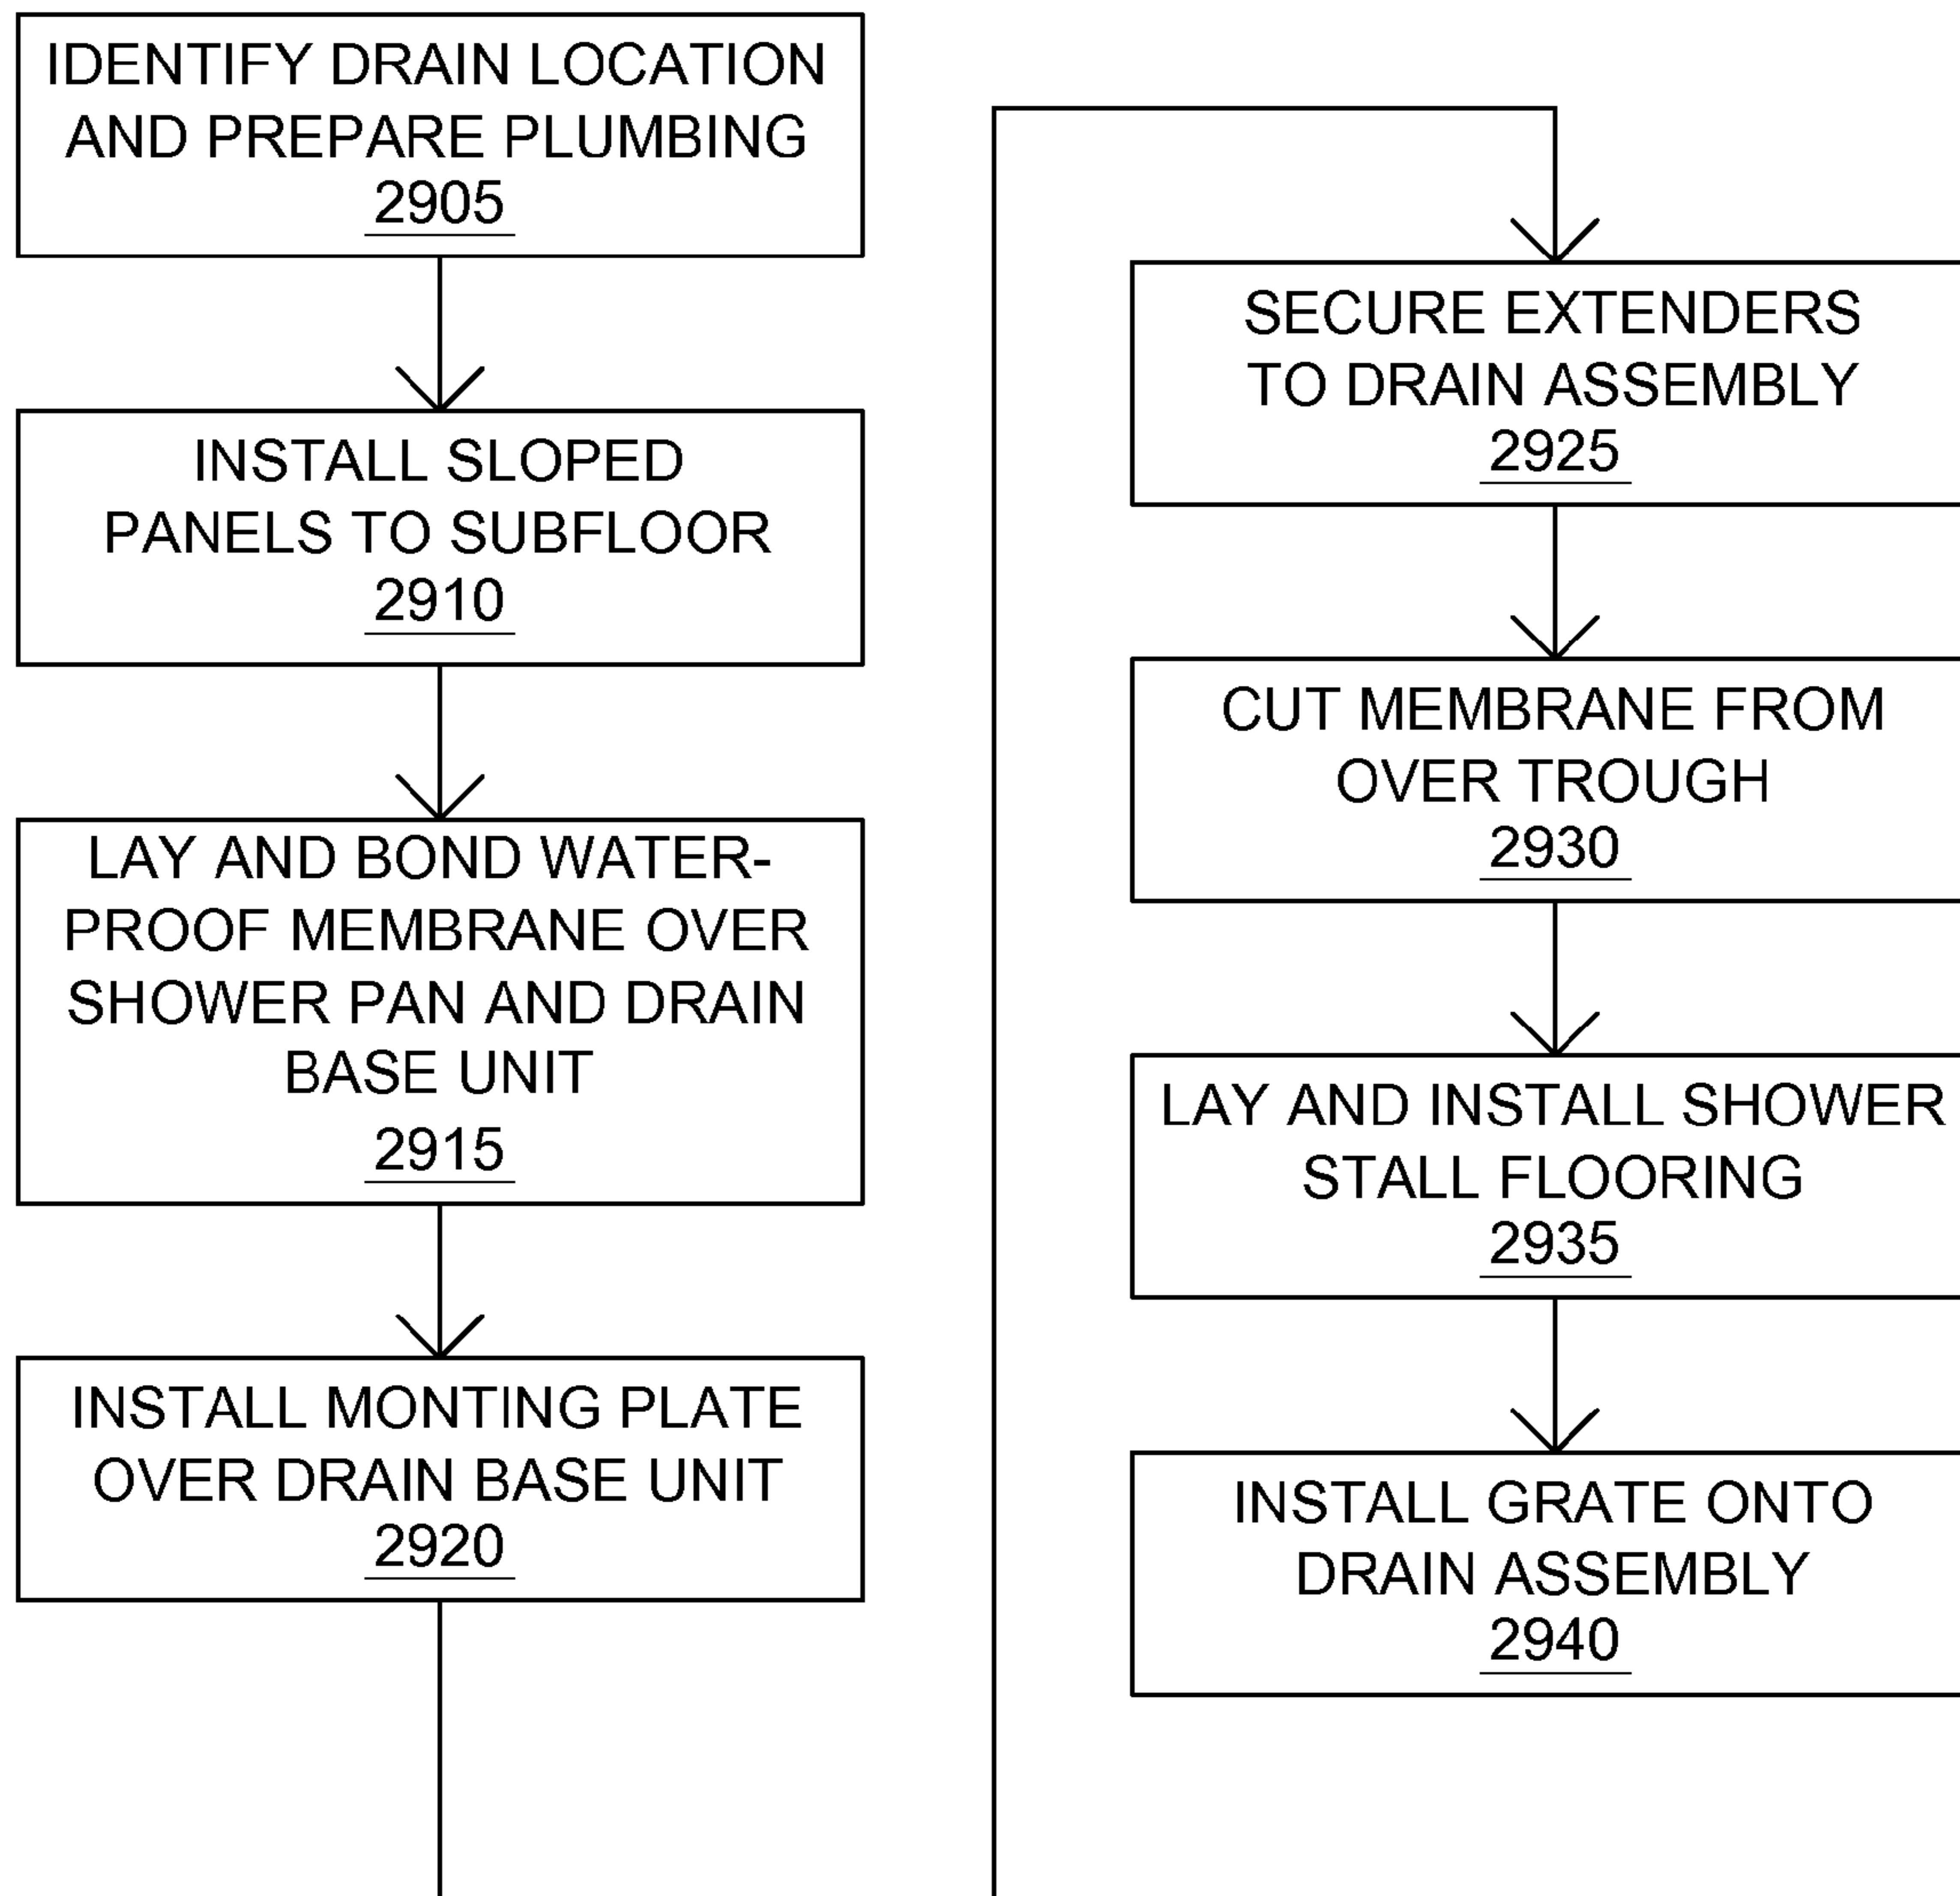 IDENTIFY DRAIN LOCATION
AND PREPARE PLUMBING
2905
INSTALL SLOPED
PANELS TO SUBFLOOR
2910
LAY AND BOND WATER-
PROOF MEMBRANE OVER
SHOWER PAN AND DRAIN
BASE UNIT
2915
INSTALL MONTING PLATE
OVER DRAIN BASE UNIT
2920
SECURE EXTENDERS
TO DRAIN ASSEMBLY
2925
CUT MEMBRANE FROM
OVER TROUGH
2930
LAY AND INSTALL SHOWER
STALL FLOORING
2935
INSTALL GRATE ONTO
DRAIN ASSEMBLY
2940